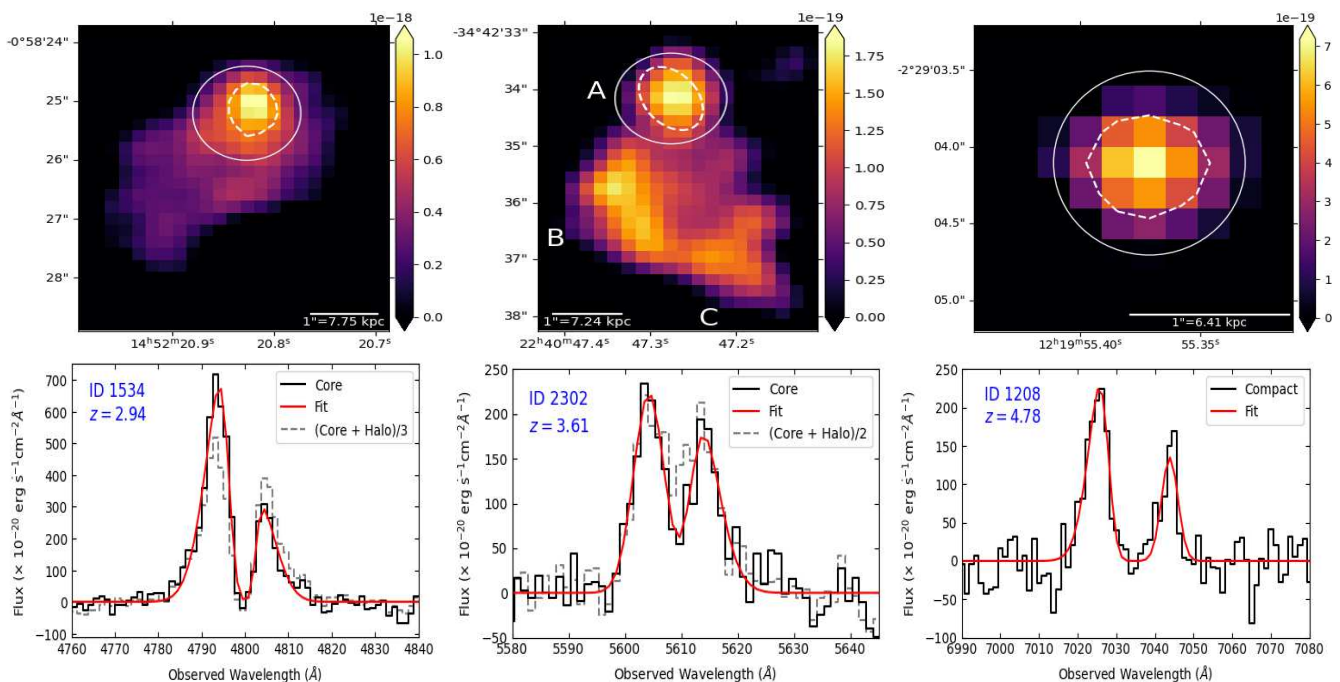 1e−18
-0°58'24"
25"
26"
27"
28"
1.0
0.8
0.6
0.4
0.2
0.0
1"=7.75 kpc
14ʰ52ᵐ20.9ˢ 20.8ˢ 20.7ˢ
1e−19
-34°42'33"
34"
35"
36"
37"
38"
A
B
C
1.75
1.50
1.25
1.00
0.75
0.50
0.25
0.00
1"=7.24 kpc
22ʰ40ᵐ47.4ˢ 47.3ˢ 47.2ˢ
1e−19
-2°29'03.5"
04.0"
04.5"
05.0"
7
6
5
4
3
2
1
0
1"=6.41 kpc
12ʰ19ᵐ55.40ˢ 55.35ˢ
ID 1534
z = 2.94
Core
Fit
(Core + Halo)/3
Flux (× 10⁻²⁰ erg s⁻¹cm⁻²Å⁻¹)
700
600
500
400
300
200
100
0
−100
4760 4770 4780 4790 4800 4810 4820 4830 4840
Observed Wavelength (Å)
ID 2302
z = 3.61
Core
Fit
(Core + Halo)/2
Flux (× 10⁻²⁰ erg s⁻¹cm⁻²Å⁻¹)
250
200
150
100
50
0
−50
5580 5590 5600 5610 5620 5630 5640
Observed Wavelength (Å)
ID 1208
z = 4.78
Compact
Fit
Flux (× 10⁻²⁰ erg s⁻¹cm⁻²Å⁻¹)
250
200
150
100
50
0
−50
−100
6990 7000 7010 7020 7030 7040 7050 7060 7070 7080
Observed Wavelength (Å)